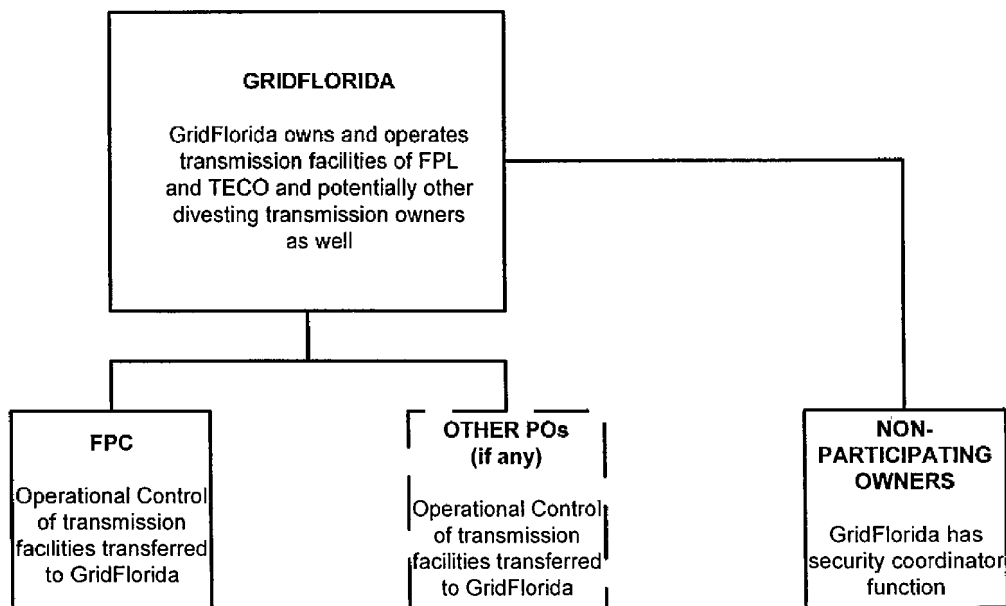 GRIDFLORIDA
GridFlorida owns and operates
transmission facilities of FPL
and TECO and potentially other
divesting transmission owners
as well
FPC
Operational Control
of transmission
facilities transferred
to GridFlorida
OTHER POs
(if any)
Operational Control
of transmission
facilities transferred
to GridFlorida
NON-
PARTICIPATING
OWNERS
GridFlorida has
security coordinator
function